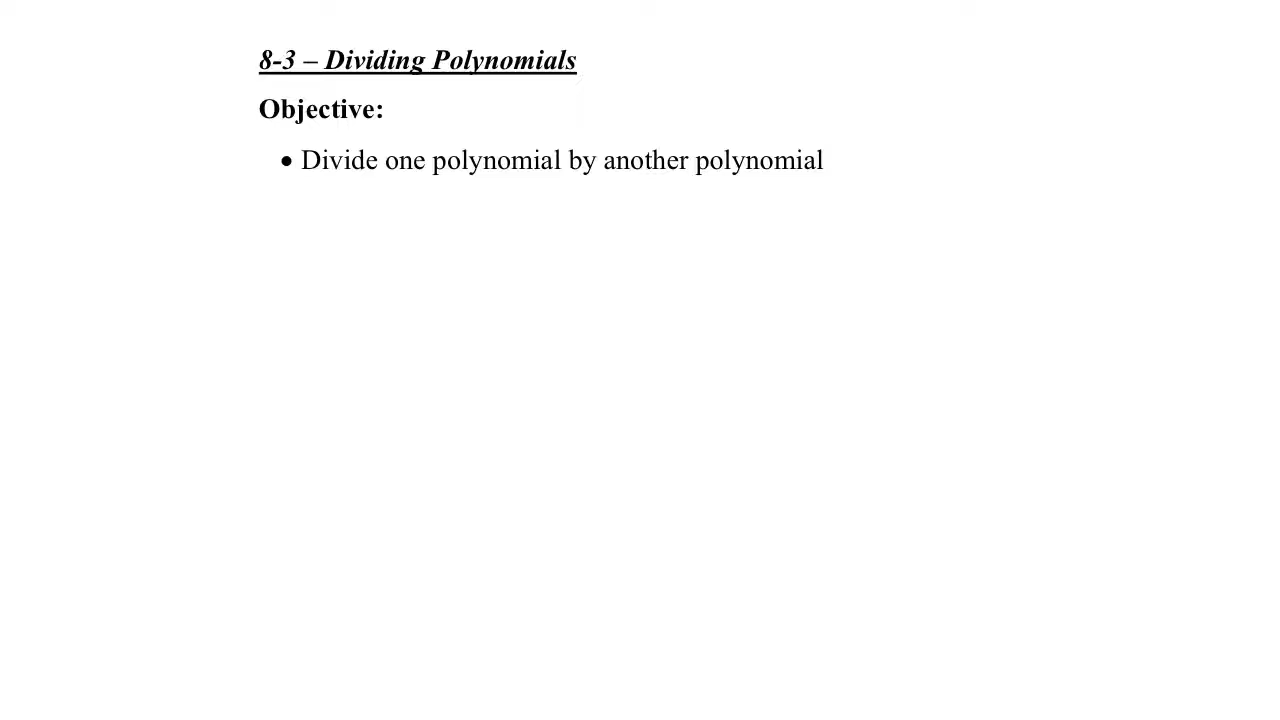 8-3 – Dividing Polynomials
Objective:
• Divide one polynomial by another polynomial